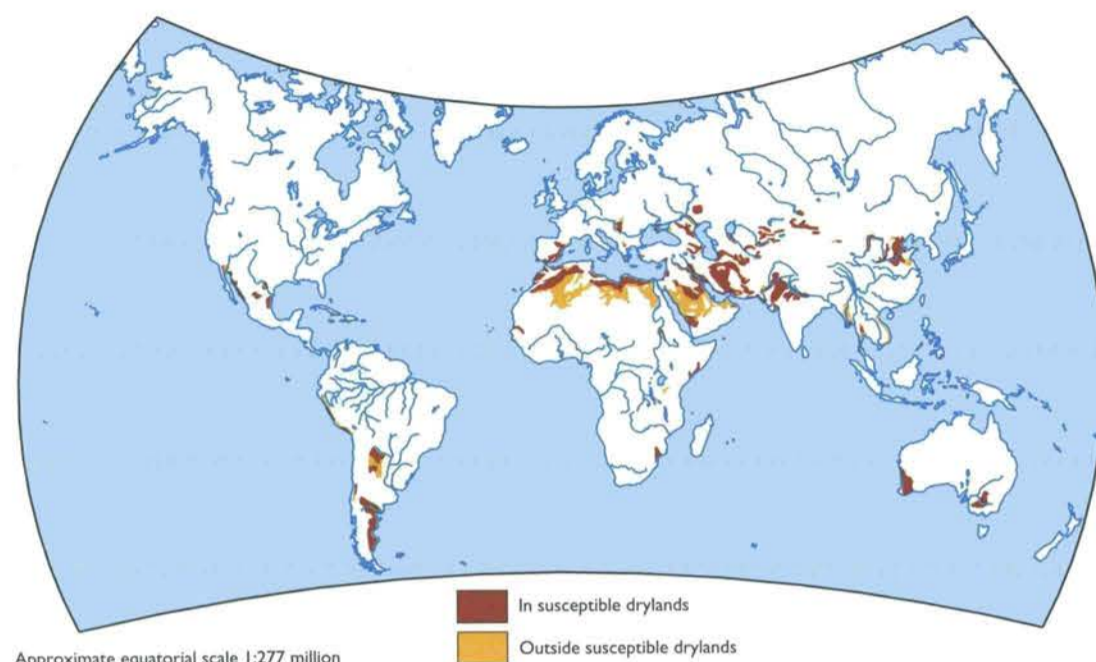 In susceptible drylands
Outside susceptible drylands
Approximate equatorial scale 1:277 million